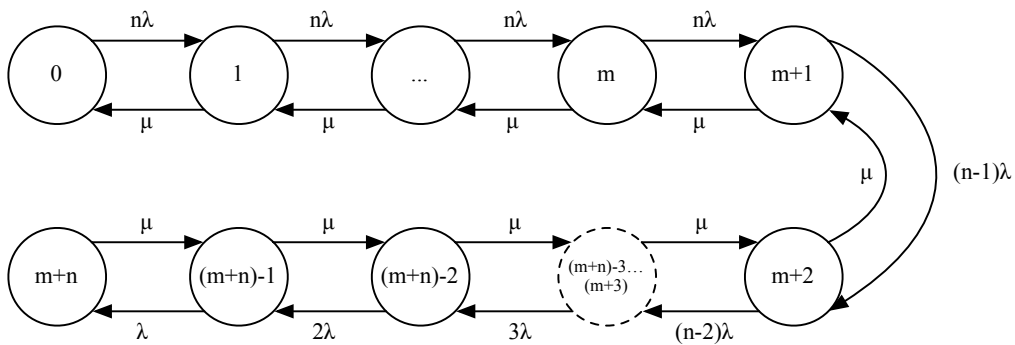 nλ nλ nλ nλ
0 1 ... m m+1
μ μ μ μ
μ (n-1)λ
μ μ μ μ
m+n (m+n)-1 (m+n)-2 (m+n)-3... m+2
(m+3)
λ 2λ 3λ (n-2)λ